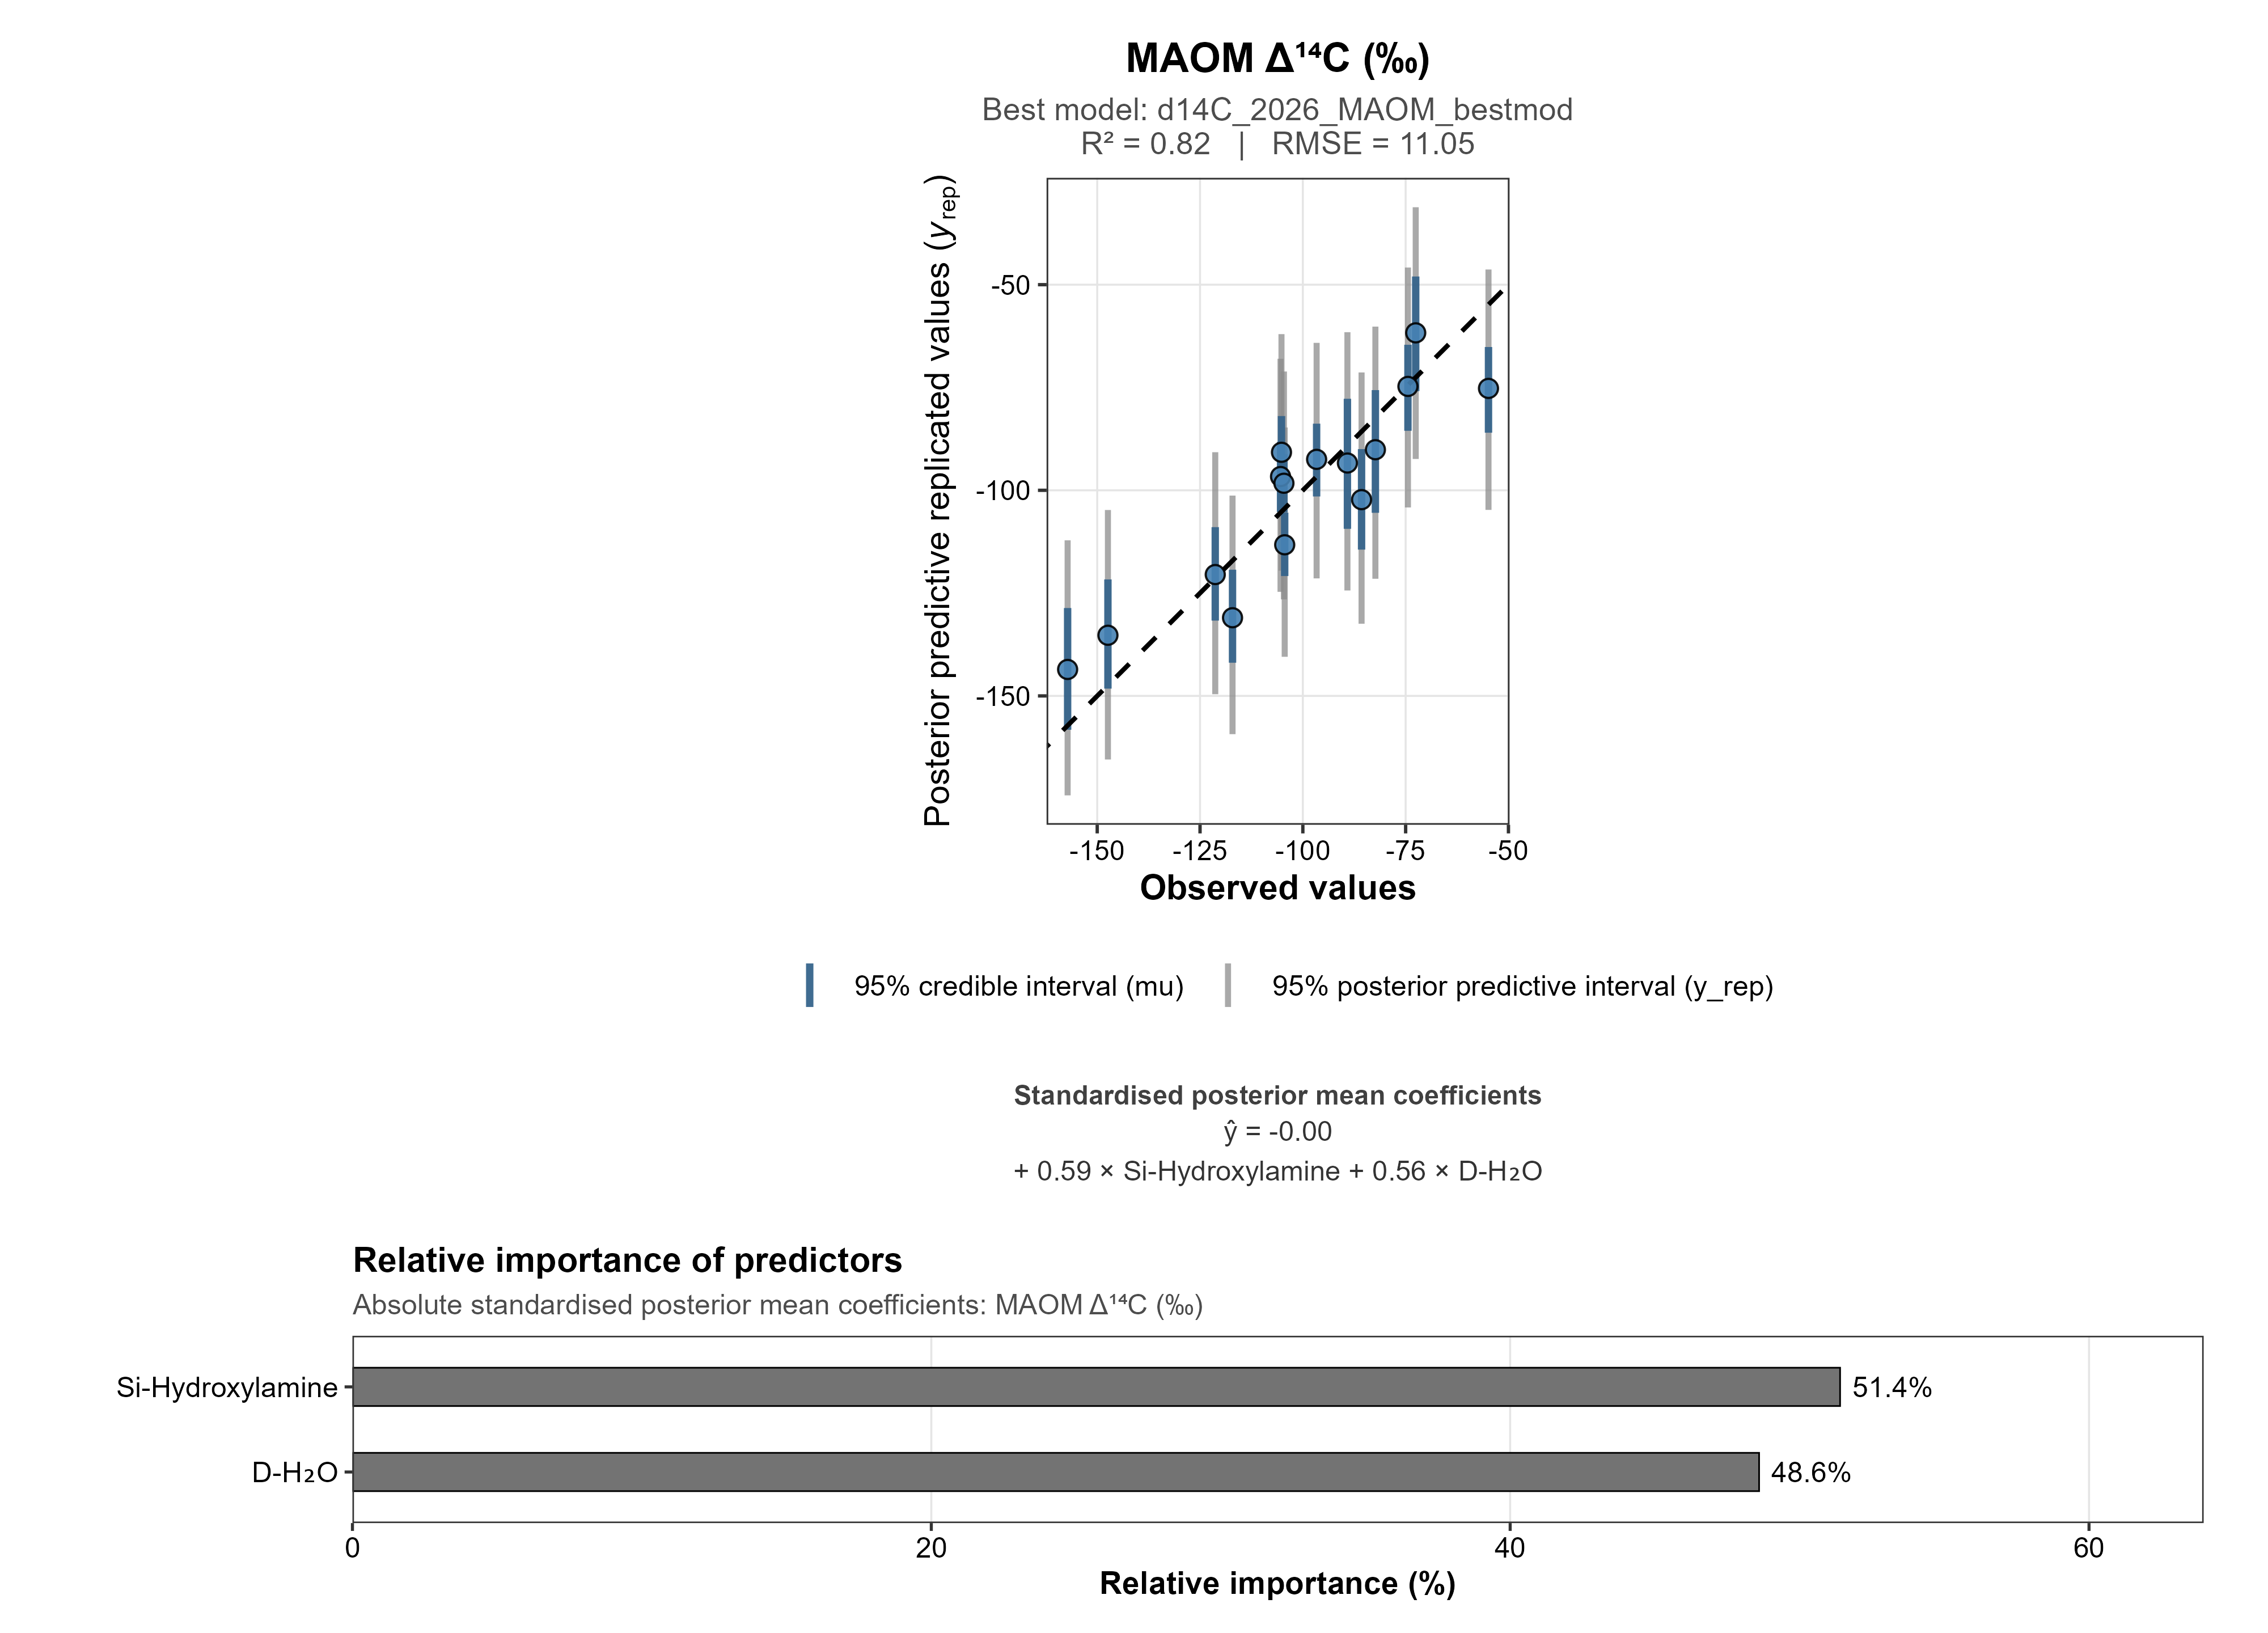 MAOM Δ¹⁴C (‰)
Best model: d14C_2026_MAOM_bestmod
R² = 0.82 | RMSE = 11.05
Posterior predictive replicated values (y rep)
-50
-100
-150
-150 -125 -100 -75 -50
Observed values
95% credible interval (mu) 95% posterior predictive interval (y_rep)
Standardised posterior mean coefficients
ŷ = -0.00
+ 0.59 × Si-Hydroxylamine + 0.56 × D-H₂O
Relative importance of predictors
Absolute standardised posterior mean coefficients: MAOM Δ¹⁴C (‰)
Si-Hydroxylamine 51.4%
D-H₂O 48.6%
0 20 40 60
Relative importance (%)